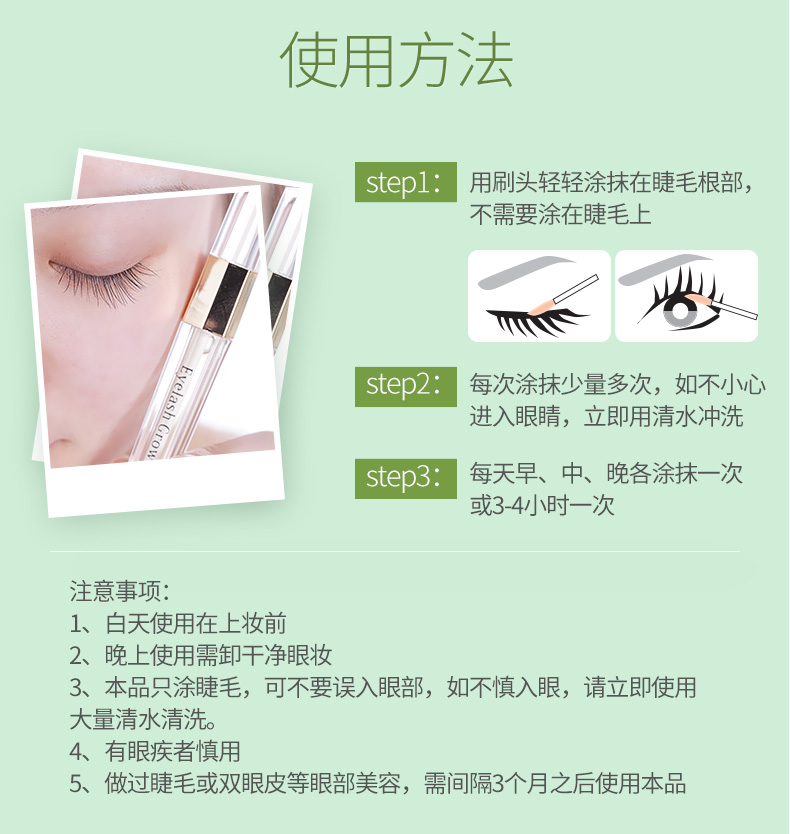 使用方法
step1：
用刷头轻轻涂抹在睫毛根部，
不需要涂在睫毛上
Eyelash Grow
step2：
每次涂抹少量多次，如不小心
进入眼睛，立即用清水冲洗
step3：
每天早、中、晚各涂抹一次
或3-4小时一次
注意事项：
1、白天使用在上妆前
2、晚上使用需卸干净眼妆
3、本品只涂睫毛，可不要误入眼部，如不慎入眼，请立即使用
大量清水清洗。
4、有眼疾者慎用
5、做过睫毛或双眼皮等眼部美容，需间隔3个月之后使用本品